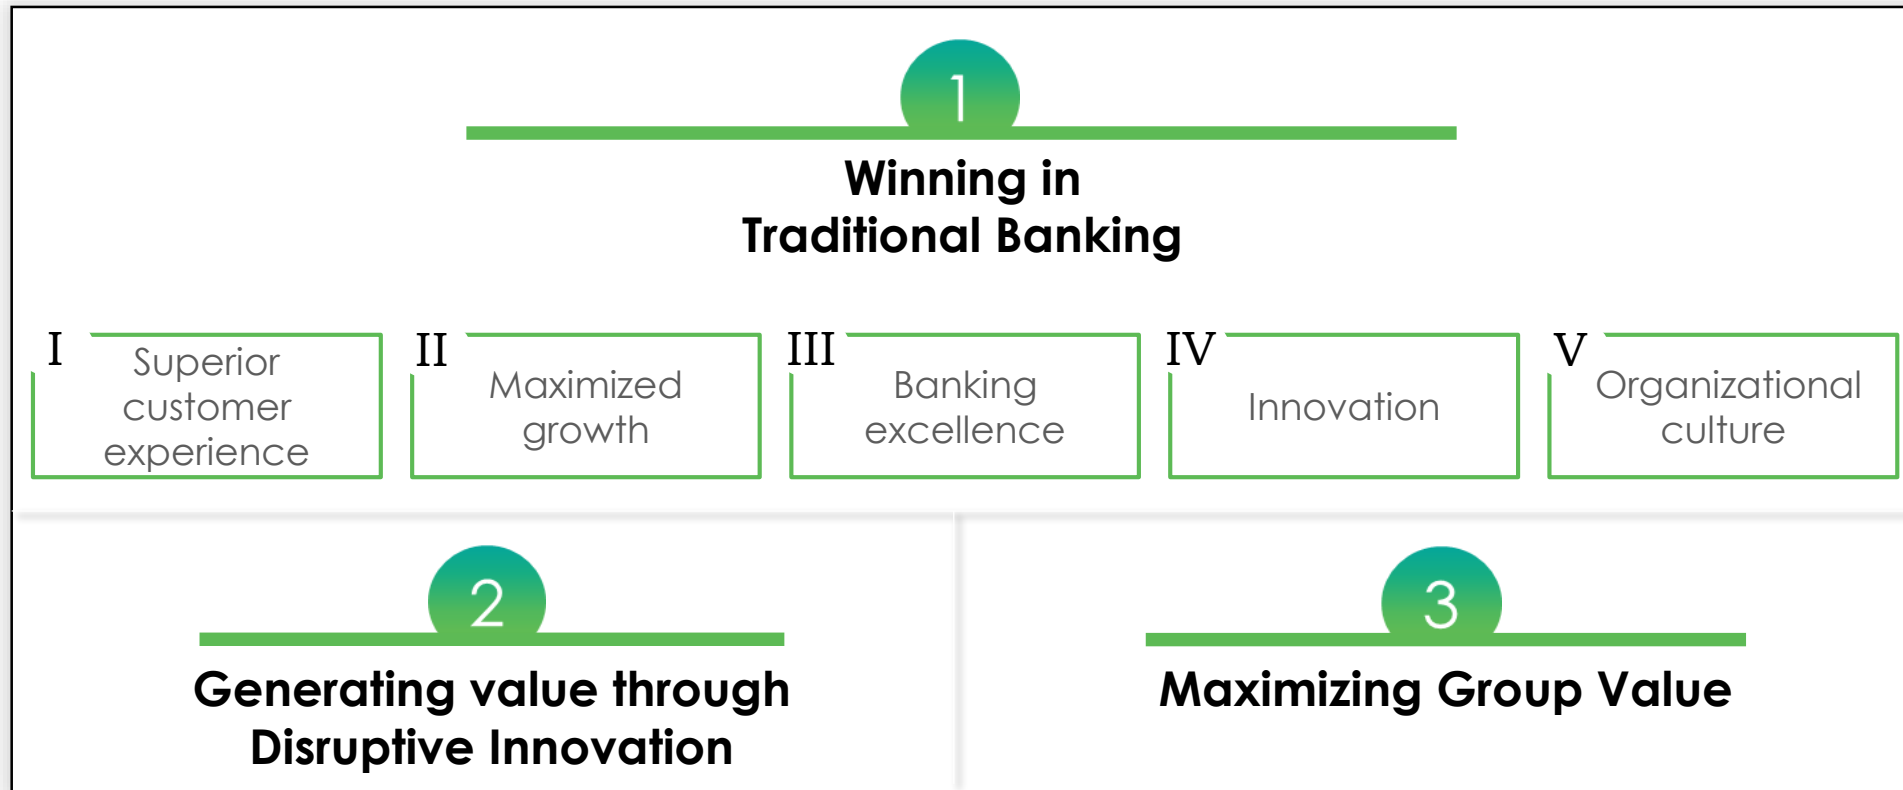 1
Winning in
Traditional Banking
I
Superior
customer
experience
II
Maximized
growth
III
Banking
excellence
IV
Innovation
V
Organizational
culture
2
Generating value through
Disruptive Innovation
3
Maximizing Group Value